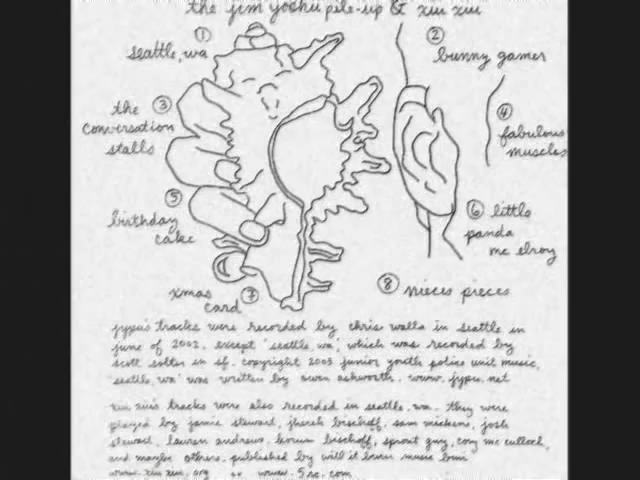 the jim yoshii pile-up & xiu xiu
① seattle, wa
② bunny gamer
③ the
conversation
stalls
④ fabulous
muscles
⑤ birthday
cake
⑥ little
panda
mc elroy
xmas
card ⑦
⑧ nieces pieces
jypu's tracks were recorded by chris walla in seattle in
june of 2002, except 'seattle, wa', which was recorded by
scott solter in sf. copyright 2003 junior youth police unit music.
'seattle, wa' was written by owen ashworth. www.jypu.net
xiu xiu's tracks were also recorded in seattle, wa. they were
played by jamie stewart, jherek bischoff, sam mickens, josh
steward, lauren andrews, korum bischoff, sprout guy, cory mc culloch,
and maybe others. published by will it burn music bmi
www.xiu xiu.org or www.5rc.com